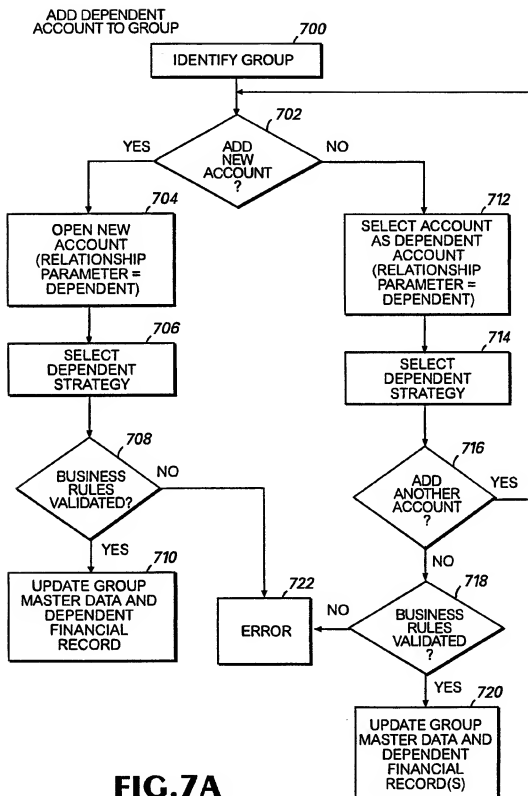 ADD DEPENDENT
ACCOUNT TO GROUP
700
IDENTIFY GROUP
702
ADD
NEW
ACCOUNT
?
YES
NO
704
OPEN NEW
ACCOUNT
(RELATIONSHIP
PARAMETER =
DEPENDENT)
706
SELECT
DEPENDENT
STRATEGY
708
BUSINESS
RULES
VALIDATED?
NO
YES
710
UPDATE GROUP
MASTER DATA AND
DEPENDENT
FINANCIAL
RECORD
712
SELECT ACCOUNT
AS DEPENDENT
ACCOUNT
(RELATIONSHIP
PARAMETER =
DEPENDENT)
714
SELECT
DEPENDENT
STRATEGY
716
ADD
ANOTHER
ACCOUNT
?
YES
NO
718
BUSINESS
RULES
VALIDATED
?
NO
YES
722
ERROR
720
UPDATE GROUP
MASTER DATA AND
DEPENDENT
FINANCIAL
RECORD(S)
FIG.7A